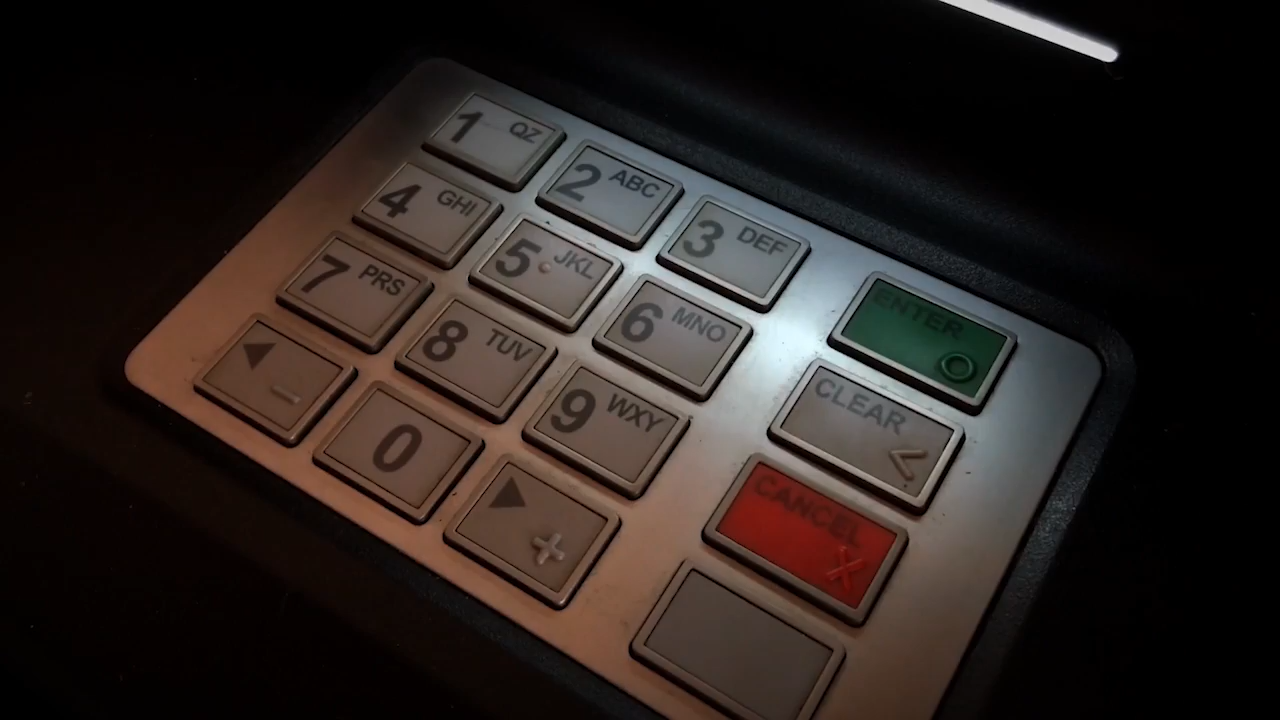 1 QZ
2 ABC
3 DEF
ENTER
4 GHI
5 JKL
6 MNO
CLEAR
<
7 PRS
8 TUV
9 WXY
CANCEL
X
◀ –
0
▶ +